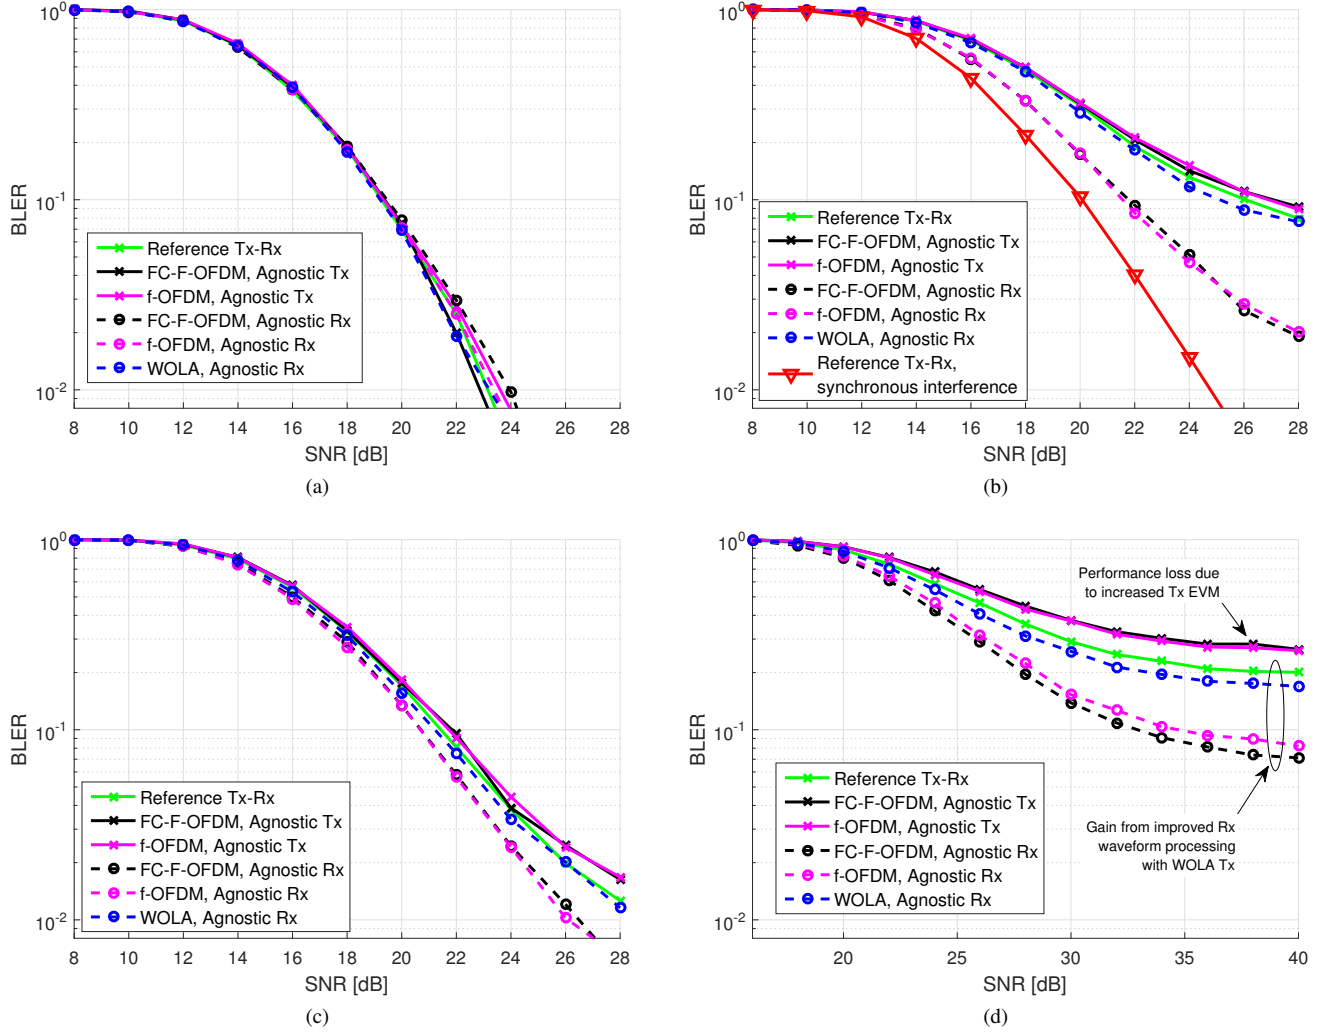 10^0
10^-1
10^-2
BLER
8 10 12 14 16 18 20 22 24 26 28
SNR [dB]
Reference Tx-Rx
FC-F-OFDM, Agnostic Tx
f-OFDM, Agnostic Tx
FC-F-OFDM, Agnostic Rx
f-OFDM, Agnostic Rx
WOLA, Agnostic Rx
(a)
10^0
10^-1
10^-2
BLER
8 10 12 14 16 18 20 22 24 26 28
SNR [dB]
Reference Tx-Rx
FC-F-OFDM, Agnostic Tx
f-OFDM, Agnostic Tx
FC-F-OFDM, Agnostic Rx
f-OFDM, Agnostic Rx
WOLA, Agnostic Rx
Reference Tx-Rx,
synchronous interference
(b)
10^0
10^-1
10^-2
BLER
8 10 12 14 16 18 20 22 24 26 28
SNR [dB]
Reference Tx-Rx
FC-F-OFDM, Agnostic Tx
f-OFDM, Agnostic Tx
FC-F-OFDM, Agnostic Rx
f-OFDM, Agnostic Rx
WOLA, Agnostic Rx
(c)
10^0
10^-1
10^-2
BLER
20 25 30 35 40
SNR [dB]
Performance loss due
to increased Tx EVM
Reference Tx-Rx
FC-F-OFDM, Agnostic Tx
f-OFDM, Agnostic Tx
FC-F-OFDM, Agnostic Rx
f-OFDM, Agnostic Rx
WOLA, Agnostic Rx
Gain from improved Rx
waveform processing
with WOLA Tx
(d)